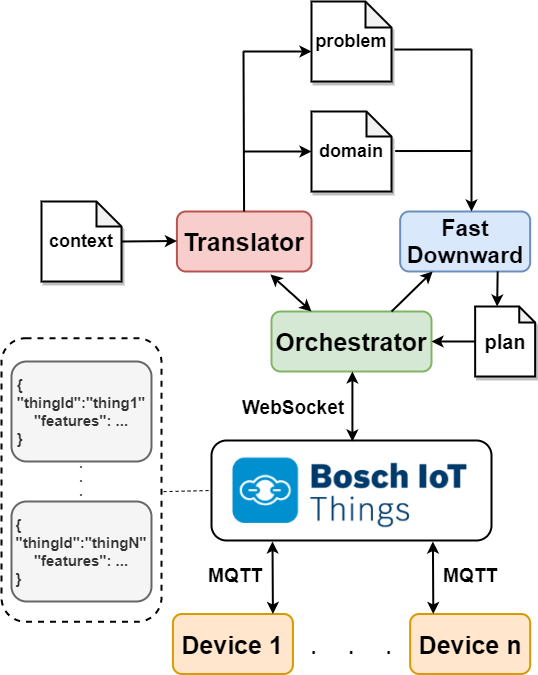 problem
domain
context
Translator
Fast
Downward
Orchestrator
plan
WebSocket
{
"thingId":"thing1"
"features": ...
}
Bosch IoT
Things
{
"thingId":"thingN"
"features": ...
}
MQTT
MQTT
Device 1
. . .
Device n